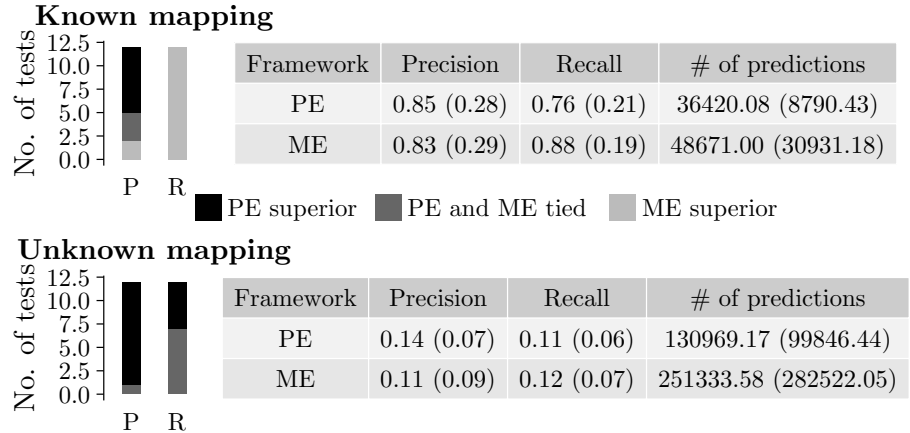 Known mapping
No. of tests
12.5
10.0
7.5
5.0
2.5
0.0
P R
Framework Precision Recall # of predictions
PE 0.85 (0.28) 0.76 (0.21) 36420.08 (8790.43)
ME 0.83 (0.29) 0.88 (0.19) 48671.00 (30931.18)
PE superior PE and ME tied ME superior
Unknown mapping
No. of tests
12.5
10.0
7.5
5.0
2.5
0.0
P R
Framework Precision Recall # of predictions
PE 0.14 (0.07) 0.11 (0.06) 130969.17 (99846.44)
ME 0.11 (0.09) 0.12 (0.07) 251333.58 (282522.05)